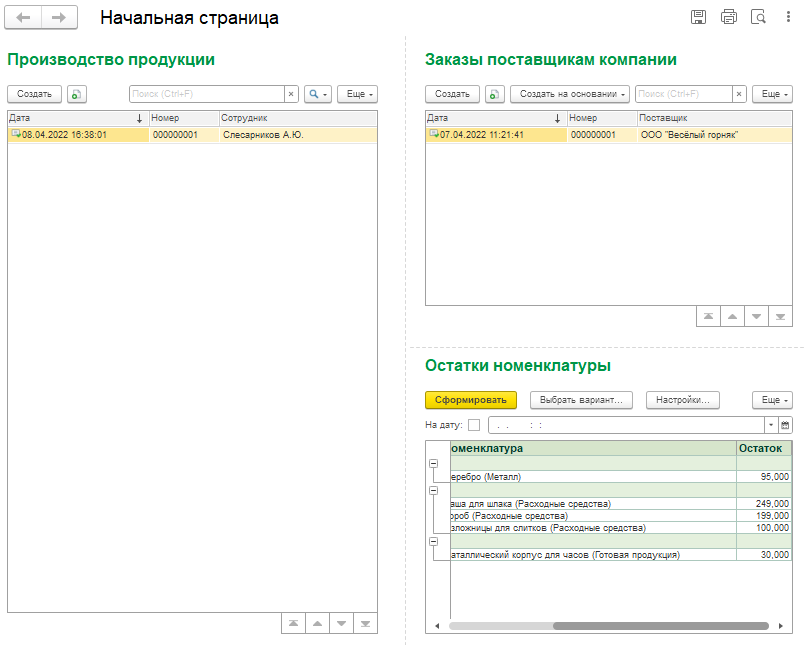 Начальная страница
Производство продукции
Создать
Поиск (Ctrl+F)
×
Еще
Дата ↓ Номер Сотрудник
08.04.2022 16:38:01 000000001 Слесарников А.Ю.
Заказы поставщикам компании
Создать
Создать на основании
Поиск (Ctrl+F)
×
Еще
Дата ↓ Номер Поставщик
07.04.2022 11:21:41 000000001 ООО "Весёлый горняк"
Остатки номенклатуры
Сформировать
Выбрать вариант...
Настройки...
Еще
На дату: . . : :
оменклатура Остаток
еребро (Металл) 95,000
аша для шлака (Расходные средства) 249,000
ороб (Расходные средства) 199,000
зложницы для слитков (Расходные средства) 100,000
еталлический корпус для часов (Готовая продукция) 30,000